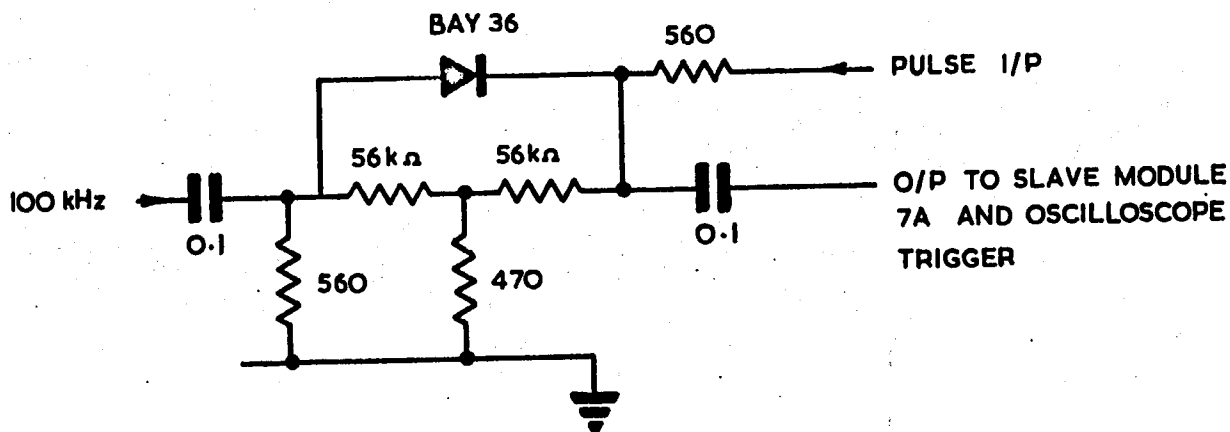 BAY 36
560
PULSE I/P
56kΩ
56kΩ
100 kHz
0.1
0.1
O/P TO SLAVE MODULE
7A AND OSCILLOSCOPE
TRIGGER
560
470